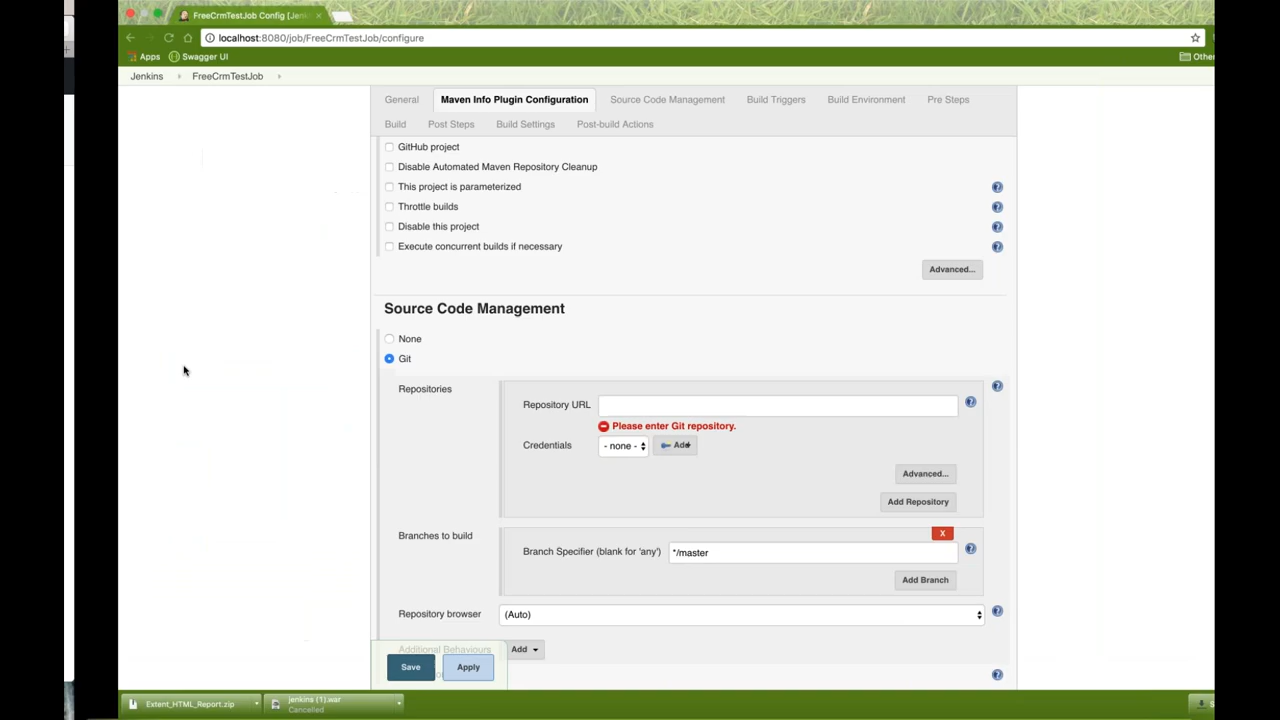 FreeCrmTestJob Config [Jenki
localhost:8080/job/FreeCrmTestJob/configure
Apps Swagger UI Other
Jenkins FreeCrmTestJob
General Maven Info Plugin Configuration Source Code Management Build Triggers Build Environment Pre Steps
Build Post Steps Build Settings Post-build Actions
GitHub project
Disable Automated Maven Repository Cleanup
This project is parameterized
Throttle builds
Disable this project
Execute concurrent builds if necessary
Advanced...
Source Code Management
None
Git
Repositories
Repository URL
Please enter Git repository.
Credentials - none - Add
Advanced...
Add Repository
Branches to build
X
Branch Specifier (blank for 'any') */master
Add Branch
Repository browser (Auto)
Additional Behaviours Add
Save Apply
Extent_HTML_Report.zip jenkins (1).war
Cancelled